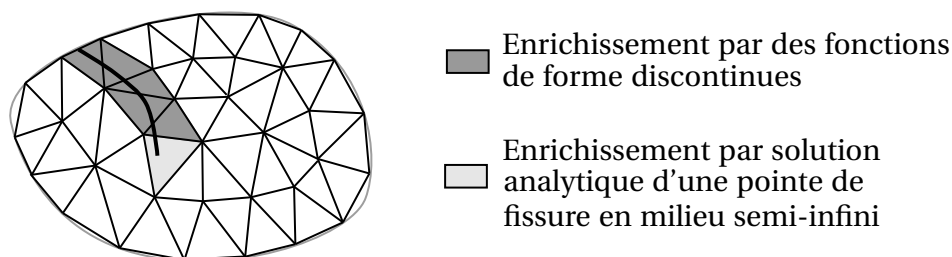 Enrichissement par des fonctions
de forme discontinues
Enrichissement par solution
analytique d'une pointe de
fissure en milieu semi-infini